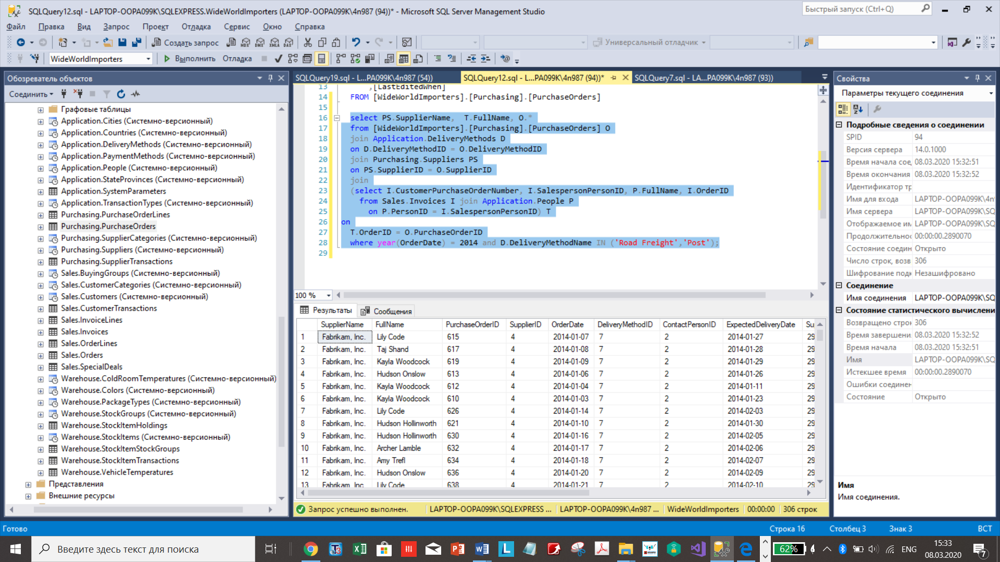 SQLQuery12.sql - LAPTOP-OOPA099K\SQLEXPRESS.WideWorldImporters (LAPTOP-OOPA099K\4n987 (94))* - Microsoft SQL Server Management Studio
Быстрый запуск (Ctrl+Q)
Файл Правка Вид Запрос Проект Отладка Сервис Окно Справка
Создать запрос
MDX DMX XMLA DAX
Универсальный отладчик
WideWorldImporters
Выполнить Отладка
Обозреватель объектов
Соединить
Графовые таблицы
Application.Cities (Системно-версионный)
Application.Countries (Системно-версионный)
Application.DeliveryMethods (Системно-версионный)
Application.PaymentMethods (Системно-версионный)
Application.People (Системно-версионный)
Application.StateProvinces (Системно-версионный)
Application.SystemParameters
Application.TransactionTypes (Системно-версионный)
Purchasing.PurchaseOrderLines
Purchasing.PurchaseOrders
Purchasing.SupplierCategories (Системно-версионный)
Purchasing.Suppliers (Системно-версионный)
Purchasing.SupplierTransactions
Sales.BuyingGroups (Системно-версионный)
Sales.CustomerCategories (Системно-версионный)
Sales.Customers (Системно-версионный)
Sales.CustomerTransactions
Sales.InvoiceLines
Sales.Invoices
Sales.OrderLines
Sales.Orders
Sales.SpecialDeals
Warehouse.ColdRoomTemperatures (Системно-версионный)
Warehouse.Colors (Системно-версионный)
Warehouse.PackageTypes (Системно-версионный)
Warehouse.StockGroups (Системно-версионный)
Warehouse.StockItemHoldings
Warehouse.StockItems (Системно-версионный)
Warehouse.StockItemStockGroups
Warehouse.StockItemTransactions
Warehouse.VehicleTemperatures
Представления
Внешние ресурсы
SQLQuery19.sql - L...PA099K\4n987 (54)) SQLQuery12.sql - L...PA099K\4n987 (94))* SQLQuery7.sql - LA...PA099K\4n987 (93))
13 ,[LastEditedWhen]
14 FROM [WideWorldImporters].[Purchasing].[PurchaseOrders]
15
16 select PS.SupplierName, T.FullName, O.*
17 from [WideWorldImporters].[Purchasing].[PurchaseOrders] O
18 join Application.DeliveryMethods D
19 on D.DeliveryMethodID = O.DeliveryMethodID
20 join Purchasing.Suppliers PS
21 on PS.SupplierID = O.SupplierID
22 join
23 (select I.CustomerPurchaseOrderNumber, I.SalespersonPersonID, P.FullName, I.OrderID
24 from Sales.Invoices I join Application.People P
25 on P.PersonID = I.SalespersonPersonID) T
26 on
27 T.OrderID = O.PurchaseOrderID
28 where year(OrderDate) = 2014 and D.DeliveryMethodName IN ('Road Freight','Post');
29
100 %
Результаты Сообщения
SupplierName FullName PurchaseOrderID SupplierID OrderDate DeliveryMethodID ContactPersonID ExpectedDeliveryDate Su
1 Fabrikam, Inc. Lily Code 615 4 2014-01-07 7 2 2014-01-27 29
2 Fabrikam, Inc. Taj Shand 617 4 2014-01-08 7 2 2014-01-28 29
3 Fabrikam, Inc. Kayla Woodcock 619 4 2014-01-09 7 2 2014-01-29 29
4 Fabrikam, Inc. Hudson Onslow 613 4 2014-01-06 7 2 2014-01-26 29
5 Fabrikam, Inc. Kayla Woodcock 612 4 2014-01-04 7 2 2014-01-11 29
6 Fabrikam, Inc. Kayla Woodcock 610 4 2014-01-03 7 2 2014-01-23 29
7 Fabrikam, Inc. Lily Code 626 4 2014-01-14 7 2 2014-02-03 29
8 Fabrikam, Inc. Hudson Hollinworth 621 4 2014-01-10 7 2 2014-01-30 29
9 Fabrikam, Inc. Hudson Hollinworth 630 4 2014-01-16 7 2 2014-02-05 29
10 Fabrikam, Inc. Archer Lamble 632 4 2014-01-17 7 2 2014-02-06 29
11 Fabrikam, Inc. Amy Trefl 634 4 2014-01-18 7 2 2014-02-07 29
12 Fabrikam, Inc. Hudson Onslow 636 4 2014-01-20 7 2 2014-02-09 29
13 Fabrikam, Inc. Lily Code 638 4 2014-01-21 7 2 2014-02-10 29
Запрос успешно выполнен. LAPTOP-OOPA099K\SQLEXPRESS ... LAPTOP-OOPA099K\4n987 ... WideWorldImporters 00:00:00 306 строк
Свойства
Параметры текущего соединения
Подробные сведения о соединении
SPID 94
Версия сервера 14.0.1000
Время начала сое, 08.03.2020 15:32:51
Время окончания 08.03.2020 15:32:52
Идентификатор тр
Имя для входа LAPTOP-OOPA099K\4n
Имя сервера LAPTOP-OOPA099K\SQ
Отображаемое им LAPTOP-OOPA099K\SQ
Продолжительнос 00:00:00.2890070
Состояние соедин Открыто
Число строк, возв 306
Шифрование подк Незашифровано
Соединение
Имя соединения LAPTOP-OOPA099K\SQ
Состояние статистического вычислени
Возвращено строк 306
Время завершени. 08.03.2020 15:32:52
Время начала 08.03.2020 15:32:51
Имя LAPTOP-OOPA099K\SQ
Истекшее время 00:00:00.2890070
Ошибки соединен
Состояние Открыто
Имя
Имя соединения.
Готово Строка 16 Столбец 3 Знак 3 ВСТ
Введите здесь текст для поиска
62%
ENG
15:33
08.03.2020
7